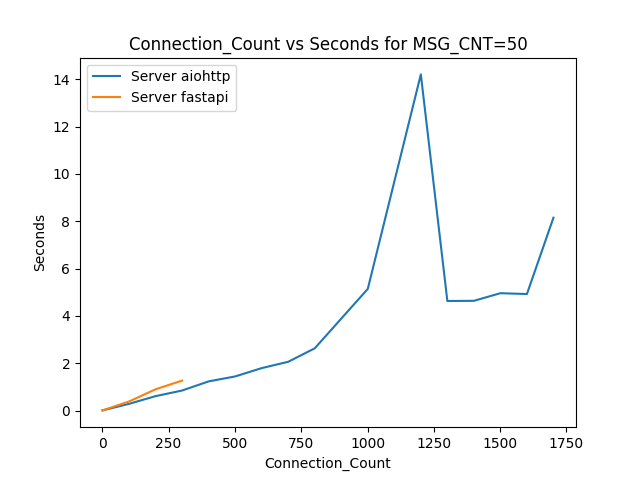 Connection_Count vs Seconds for MSG_CNT=50
Server aiohttp
Server fastapi
14
12
10
8
6
4
2
0
Seconds
0 250 500 750 1000 1250 1500 1750
Connection_Count